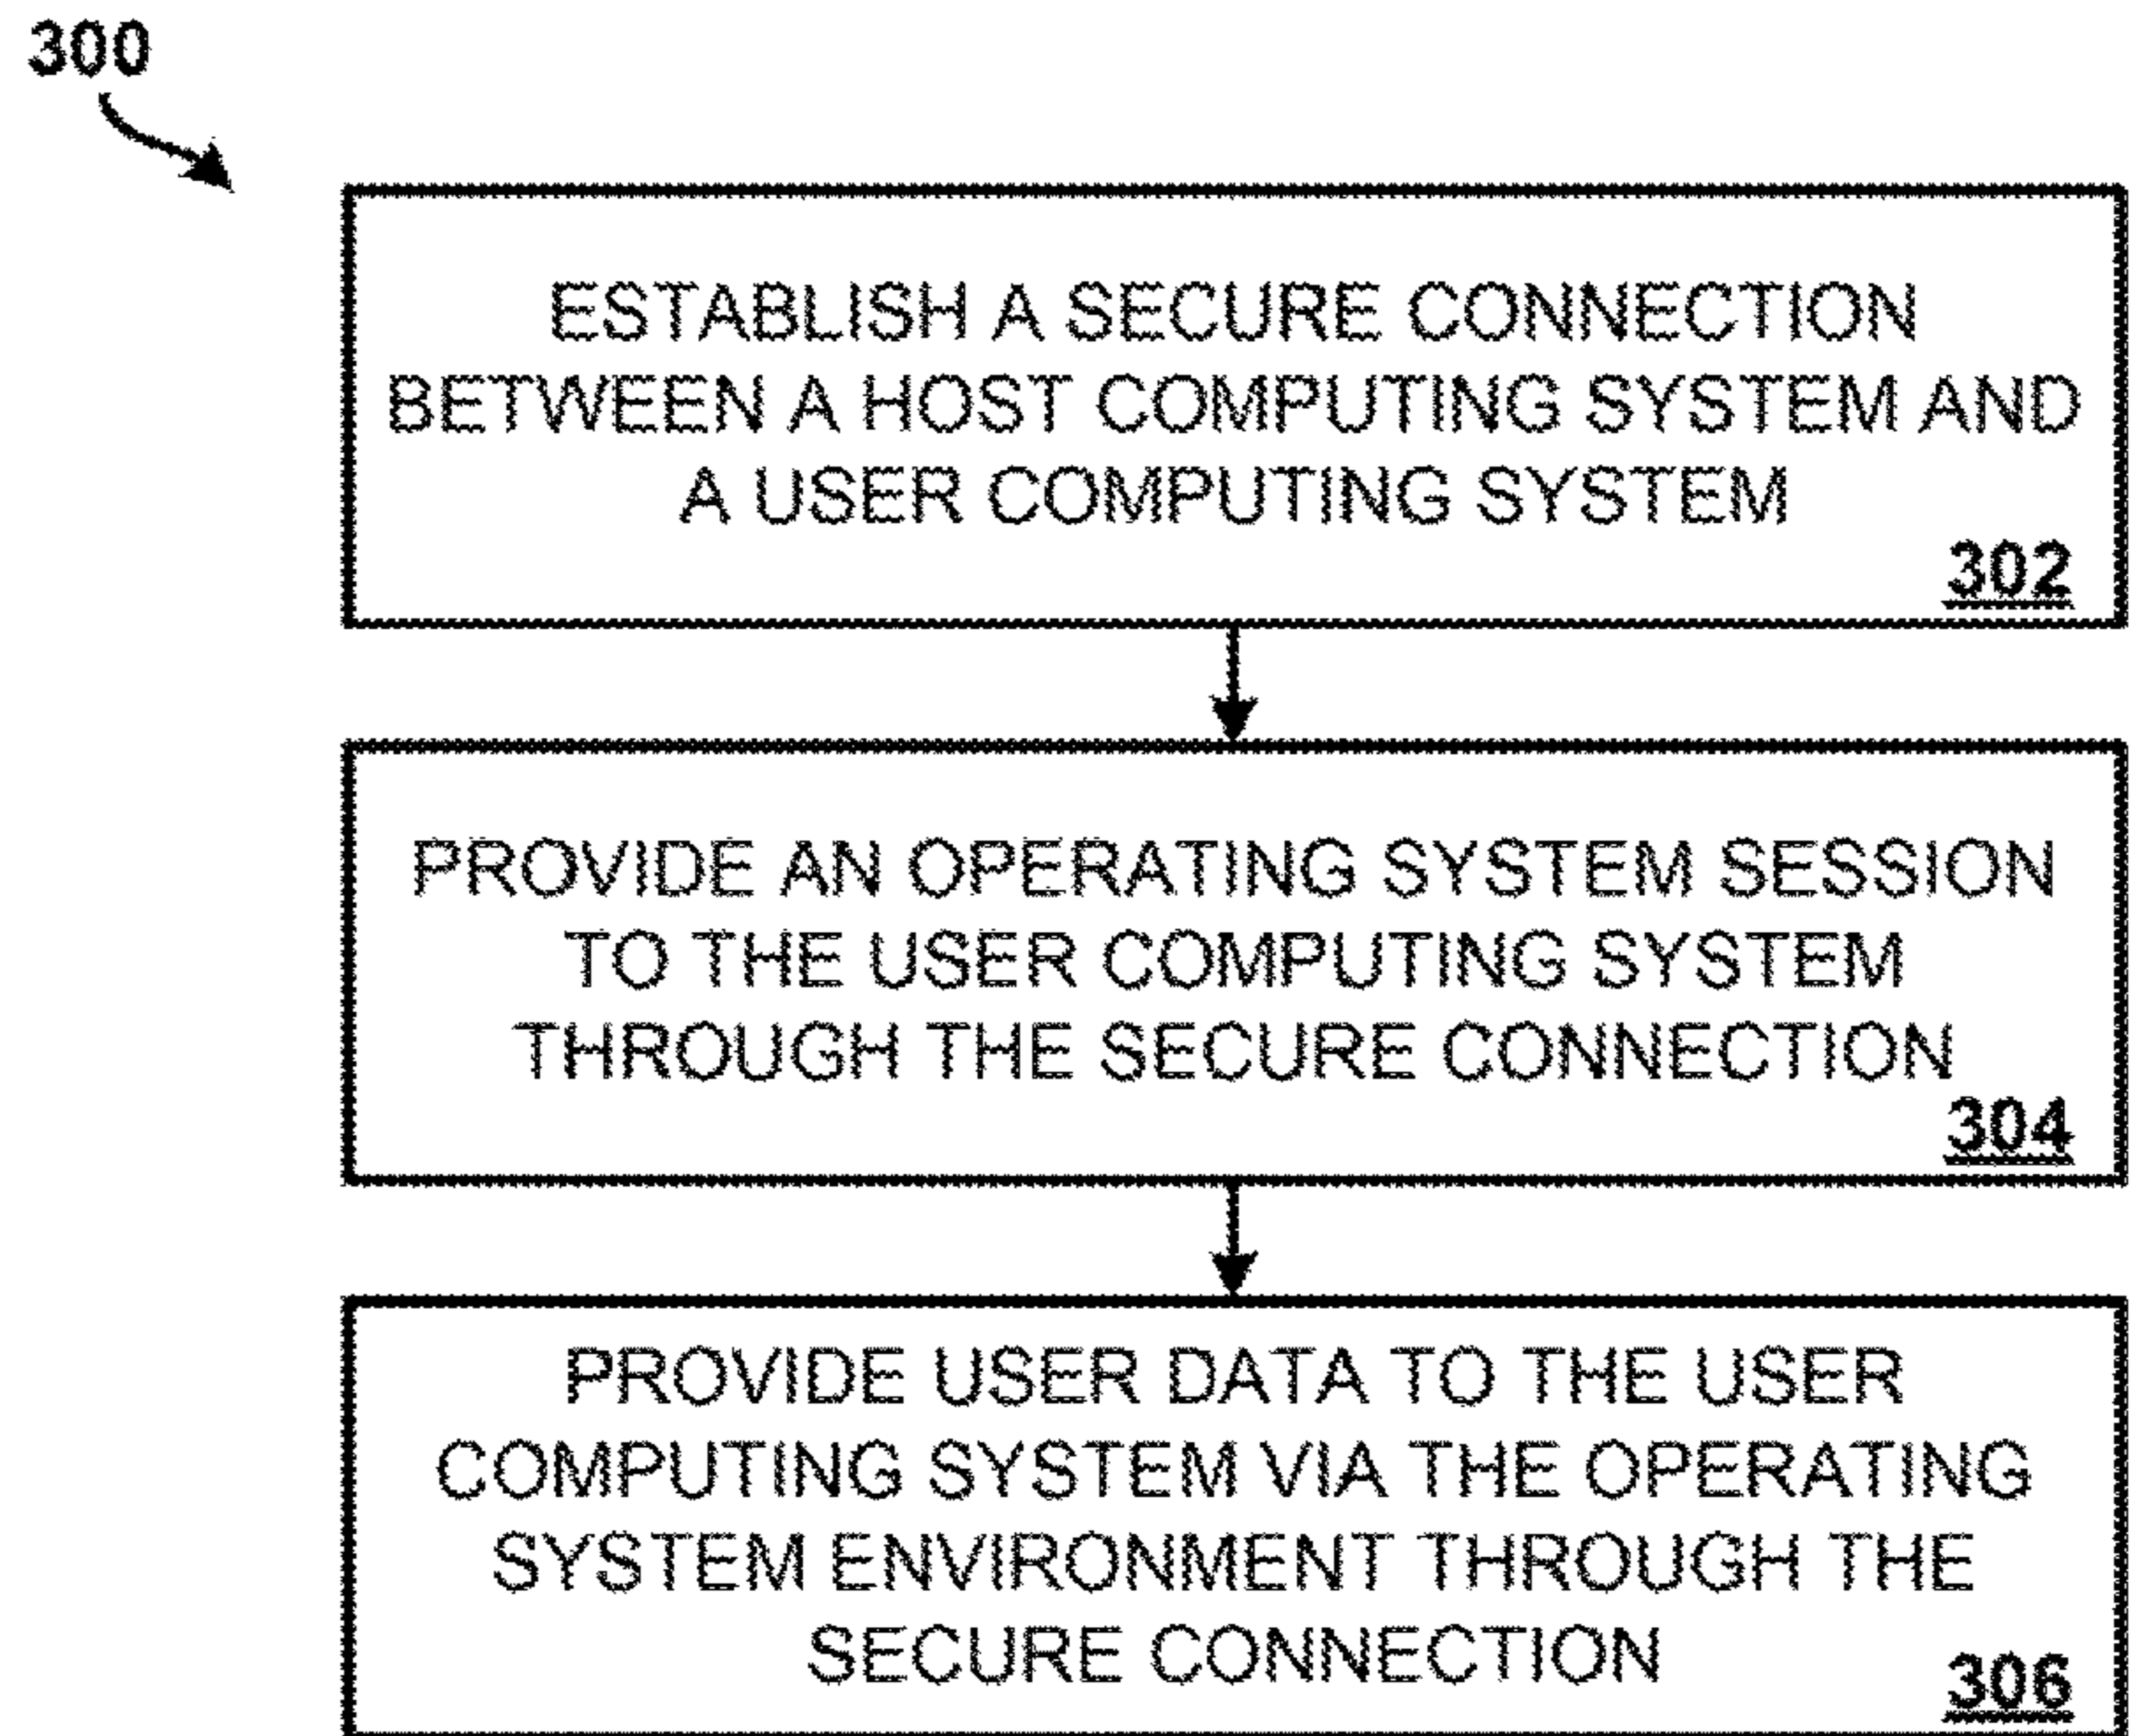 300
ESTABLISH A SECURE CONNECTION
BETWEEN A HOST COMPUTING SYSTEM AND
A USER COMPUTING SYSTEM
302
PROVIDE AN OPERATING SYSTEM SESSION
TO THE USER COMPUTING SYSTEM
THROUGH THE SECURE CONNECTION
304
PROVIDE USER DATA TO THE USER
COMPUTING SYSTEM VIA THE OPERATING
SYSTEM ENVIRONMENT THROUGH THE
SECURE CONNECTION
306